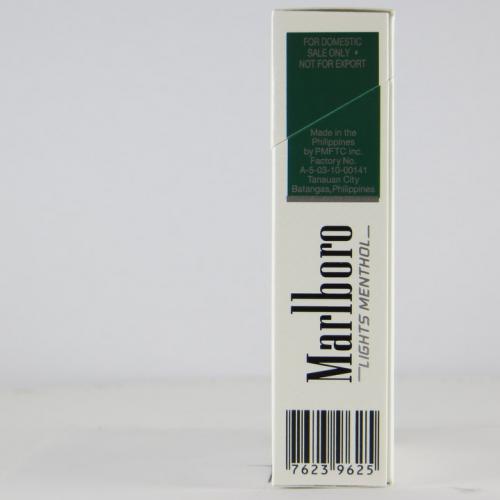 FOR DOMESTIC
SALE ONLY •
NOT FOR EXPORT
Made in the
Philippines
by PMFTC inc.
Factory No.
A-5-03-10-00141
Tanauan City
Batangas, Philippines
Marlboro
LIGHTS MENTHOL
7623 9625